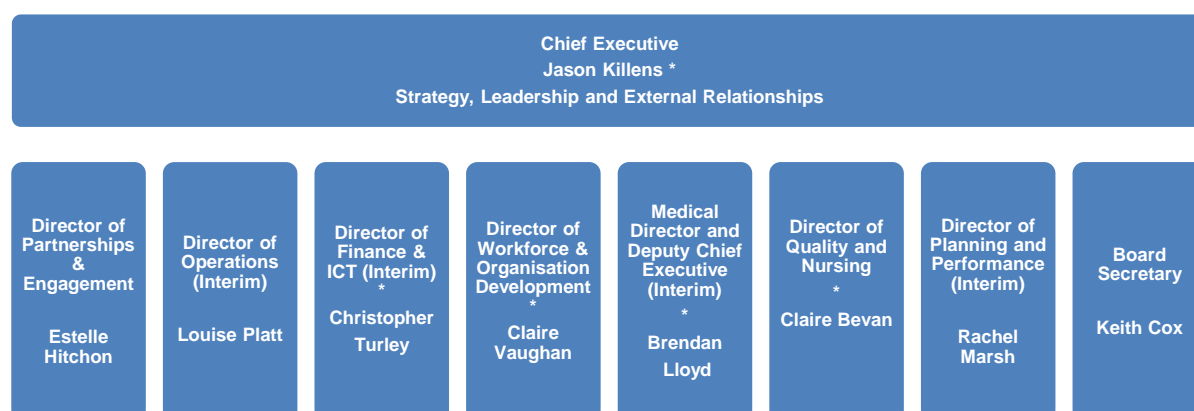 Chief Executive
Jason Killens *
Strategy, Leadership and External Relationships
Director of
Partnerships
&
Engagement
Estelle
Hitchon
Director of
Operations
(Interim)
Louise Platt
Director of
Finance &
ICT (Interim)
*
Christopher
Turley
Director of
Workforce &
Organisation
Development
*
Claire
Vaughan
Medical
Director and
Deputy Chief
Executive
(Interim)
*
Brendan
Lloyd
Director of
Quality and
Nursing
*
Claire Bevan
Director of
Planning and
Performance
(Interim)
Rachel
Marsh
Board
Secretary
Keith Cox